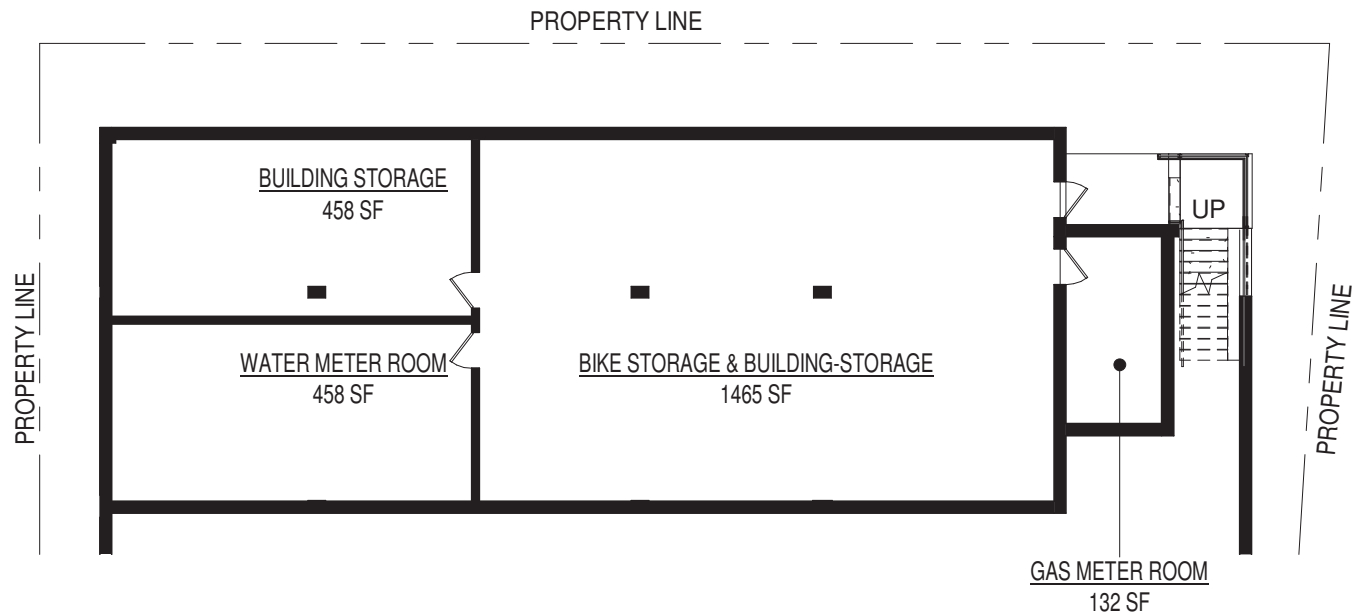 PROPERTY LINE
BUILDING STORAGE
458 SF
UP
PROPERTY LINE
WATER METER ROOM
458 SF
BIKE STORAGE & BUILDING-STORAGE
1465 SF
PROPERTY LINE
GAS METER ROOM
132 SF